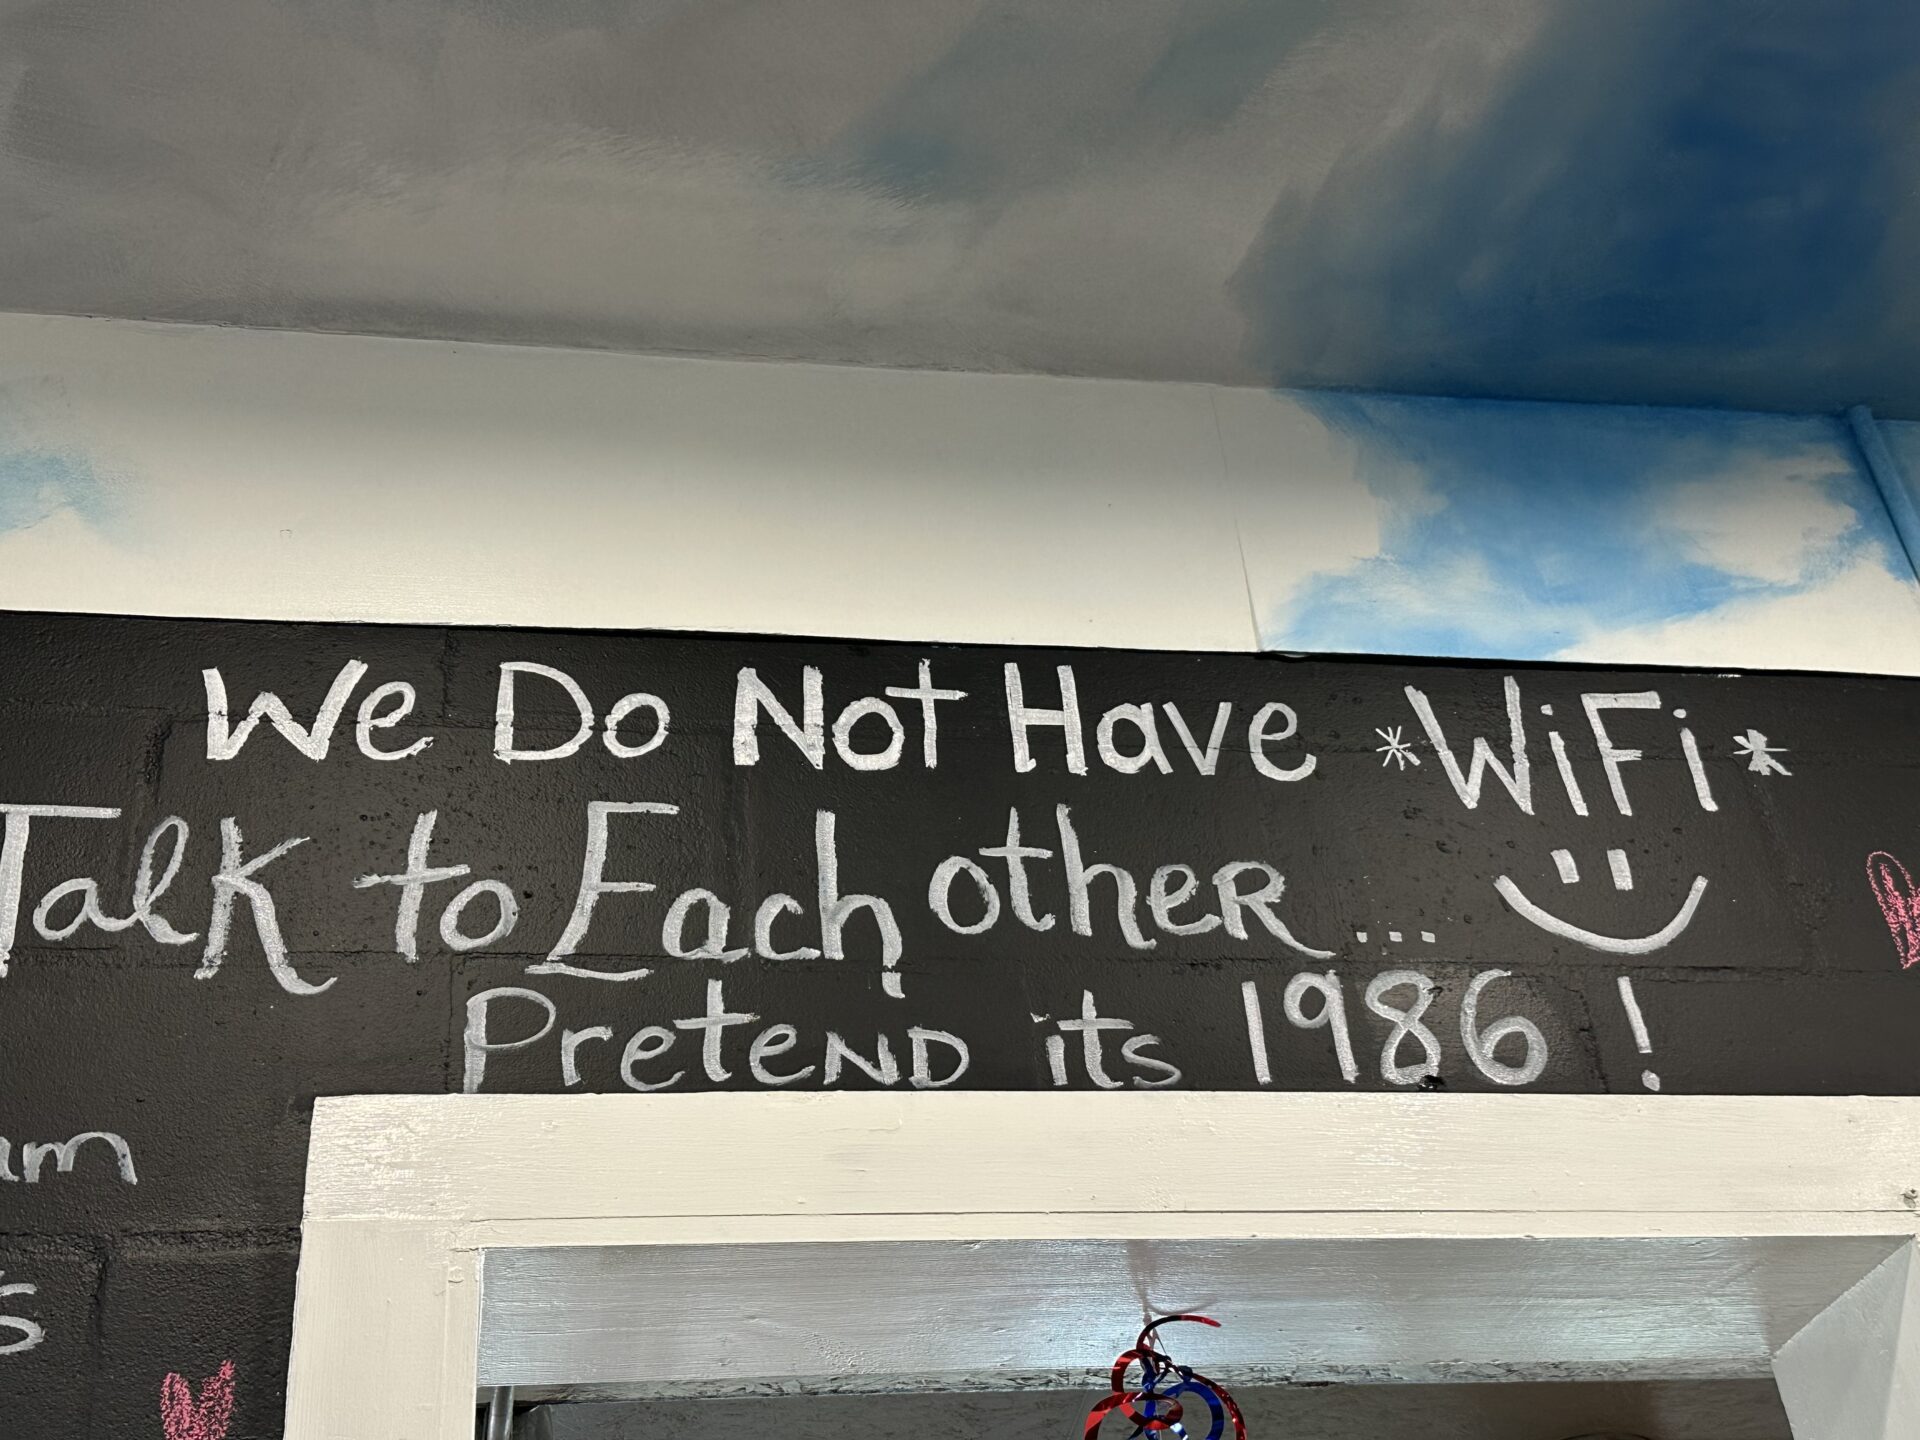 We Do Not Have *WiFi*
Talk to Each other... :)
Pretend its 1986!